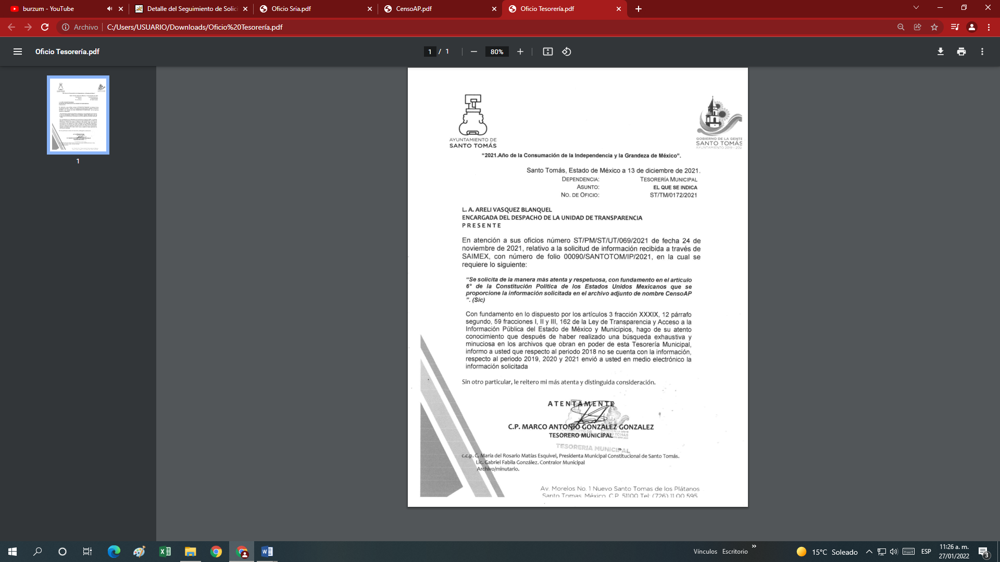 burzum - YouTube
Detalle del Seguimiento de Solici
Oficio Sria.pdf
CensoAP.pdf
Oficio Tesorería.pdf
Archivo
C:/Users/USUARIO/Downloads/Oficio%20Tesorería.pdf
Oficio Tesorería.pdf
1 / 1
80%
1
AYUNTAMIENTO DE
SANTO TOMÁS
GOBIERNO DE LA GENTE
SANTO TOMÁS
AYUNTAMIENTO 2019 - 202
“2021.Año de la Consumación de la Independencia y la Grandeza de México”.
Santo Tomás, Estado de México a 13 de diciembre de 2021.
DEPENDENCIA: TESORERÍA MUNICIPAL
ASUNTO: EL QUE SE INDICA
NO. DE OFICIO: ST/TM/0172/2021
L. A. ARELI VASQUEZ BLANQUEL
ENCARGADA DEL DESPACHO DE LA UNIDAD DE TRANSPARENCIA
P R E S E N T E
En atención a sus oficios número ST/PM/ST/UT/069/2021 de fecha 24 de
noviembre de 2021, relativo a la solicitud de información recibida a través de
SAIMEX, con número de folio 00090/SANTOTOM/IP/2021, en la cual se
requiere lo siguiente:
“Se solicita de la manera más atenta y respetuosa, con fundamento en el artículo
6° de la Constitución Política de los Estados Unidos Mexicanos que se
proporcione la información solicitada en el archivo adjunto de nombre CensoAP
”. (Sic)
Con fundamento en lo dispuesto por los artículos 3 fracción XXXIX, 12 párrafo
segundo, 59 fracciones I, II y III, 162 de la Ley de Transparencia y Acceso a la
Información Pública del Estado de México y Municipios, hago de su atento
conocimiento que después de haber realizado una búsqueda exhaustiva y
minuciosa en los archivos que obran en poder de esta Tesorería Municipal,
informo a usted que respecto al periodo 2018 no se cuenta con la información,
respecto al periodo 2019, 2020 y 2021 envió a usted en medio electrónico la
información solicitada
Sin otro particular, le reitero mi más atenta y distinguida consideración.
A T E N T A M E N T E
C.P. MARCO ANTONIO GONZALEZ GONZALEZ
TESORERO MUNICIPAL
TESORERIA MUNICIPAL
c.c.p. C. María del Rosario Matías Esquivel, Presidenta Municipal Constitucional de Santo Tomás.
Lic. Gabriel Fabila González. Contralor Municipal
Archivo/minutario.
Av. Morelos No. 1 Nuevo Santo Tomas de los Plátanos
Santo Tomas, México. C.P. 51100 Tel: (726) 11 00 595
Vínculos Escritorio
15°C Soleado
ESP
11:26 a. m.
27/01/2022
3